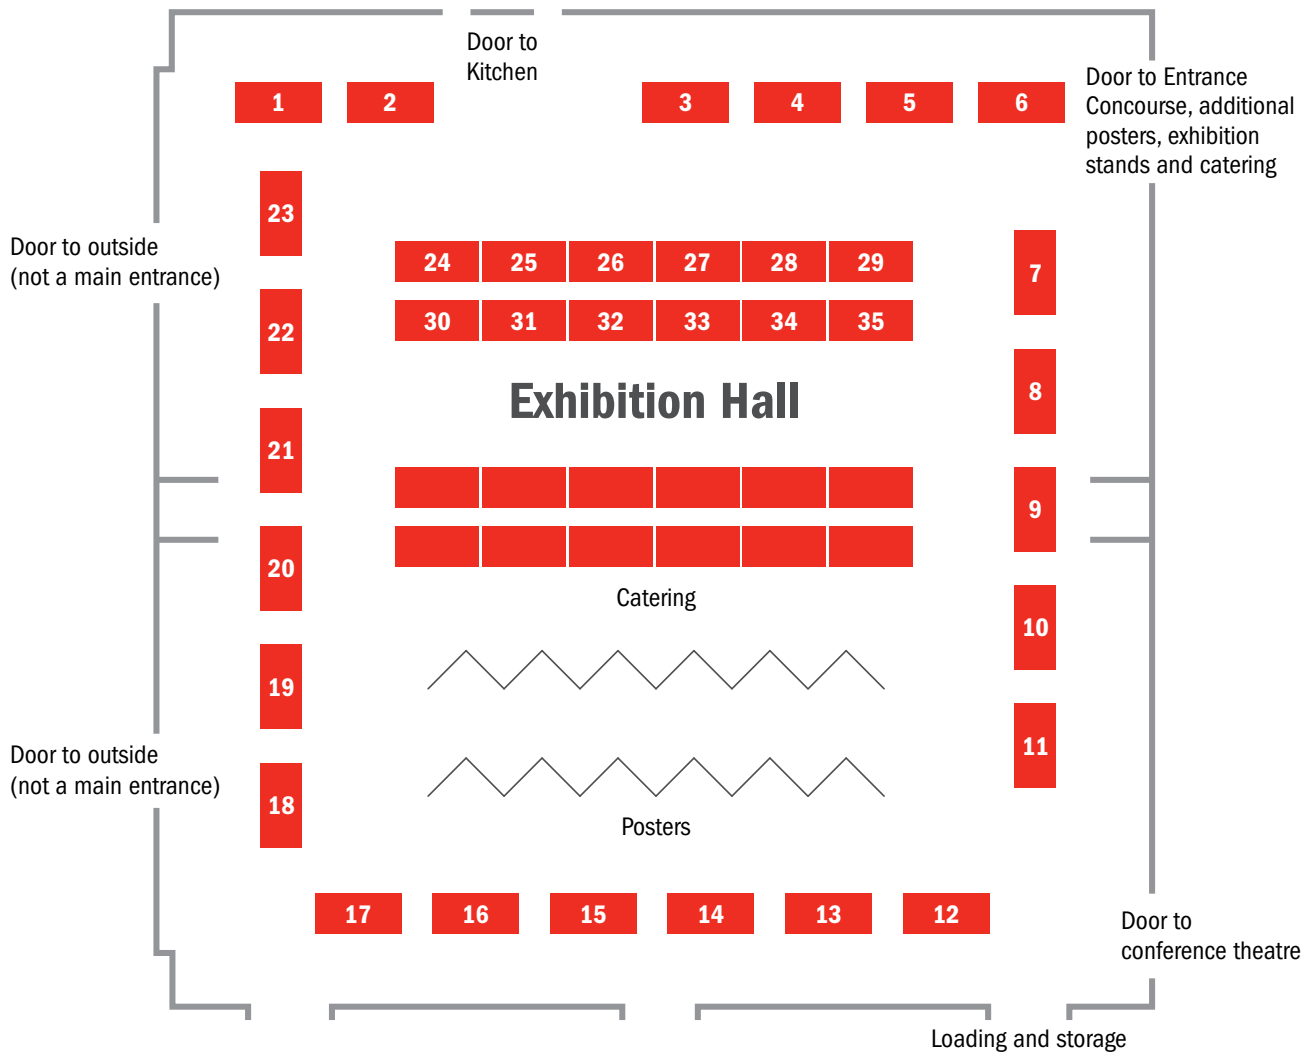 Door to
Kitchen
Door to Entrance
Concourse, additional
posters, exhibition
stands and catering
1 2 3 4 5 6
23
Door to outside
(not a main entrance)
24 25 26 27 28 29
7
30 31 32 33 34 35
22
Exhibition Hall
8
21
9
20
Catering
10
19
11
Door to outside
(not a main entrance)
18
Posters
17 16 15 14 13 12
Door to
conference theatre
Loading and storage